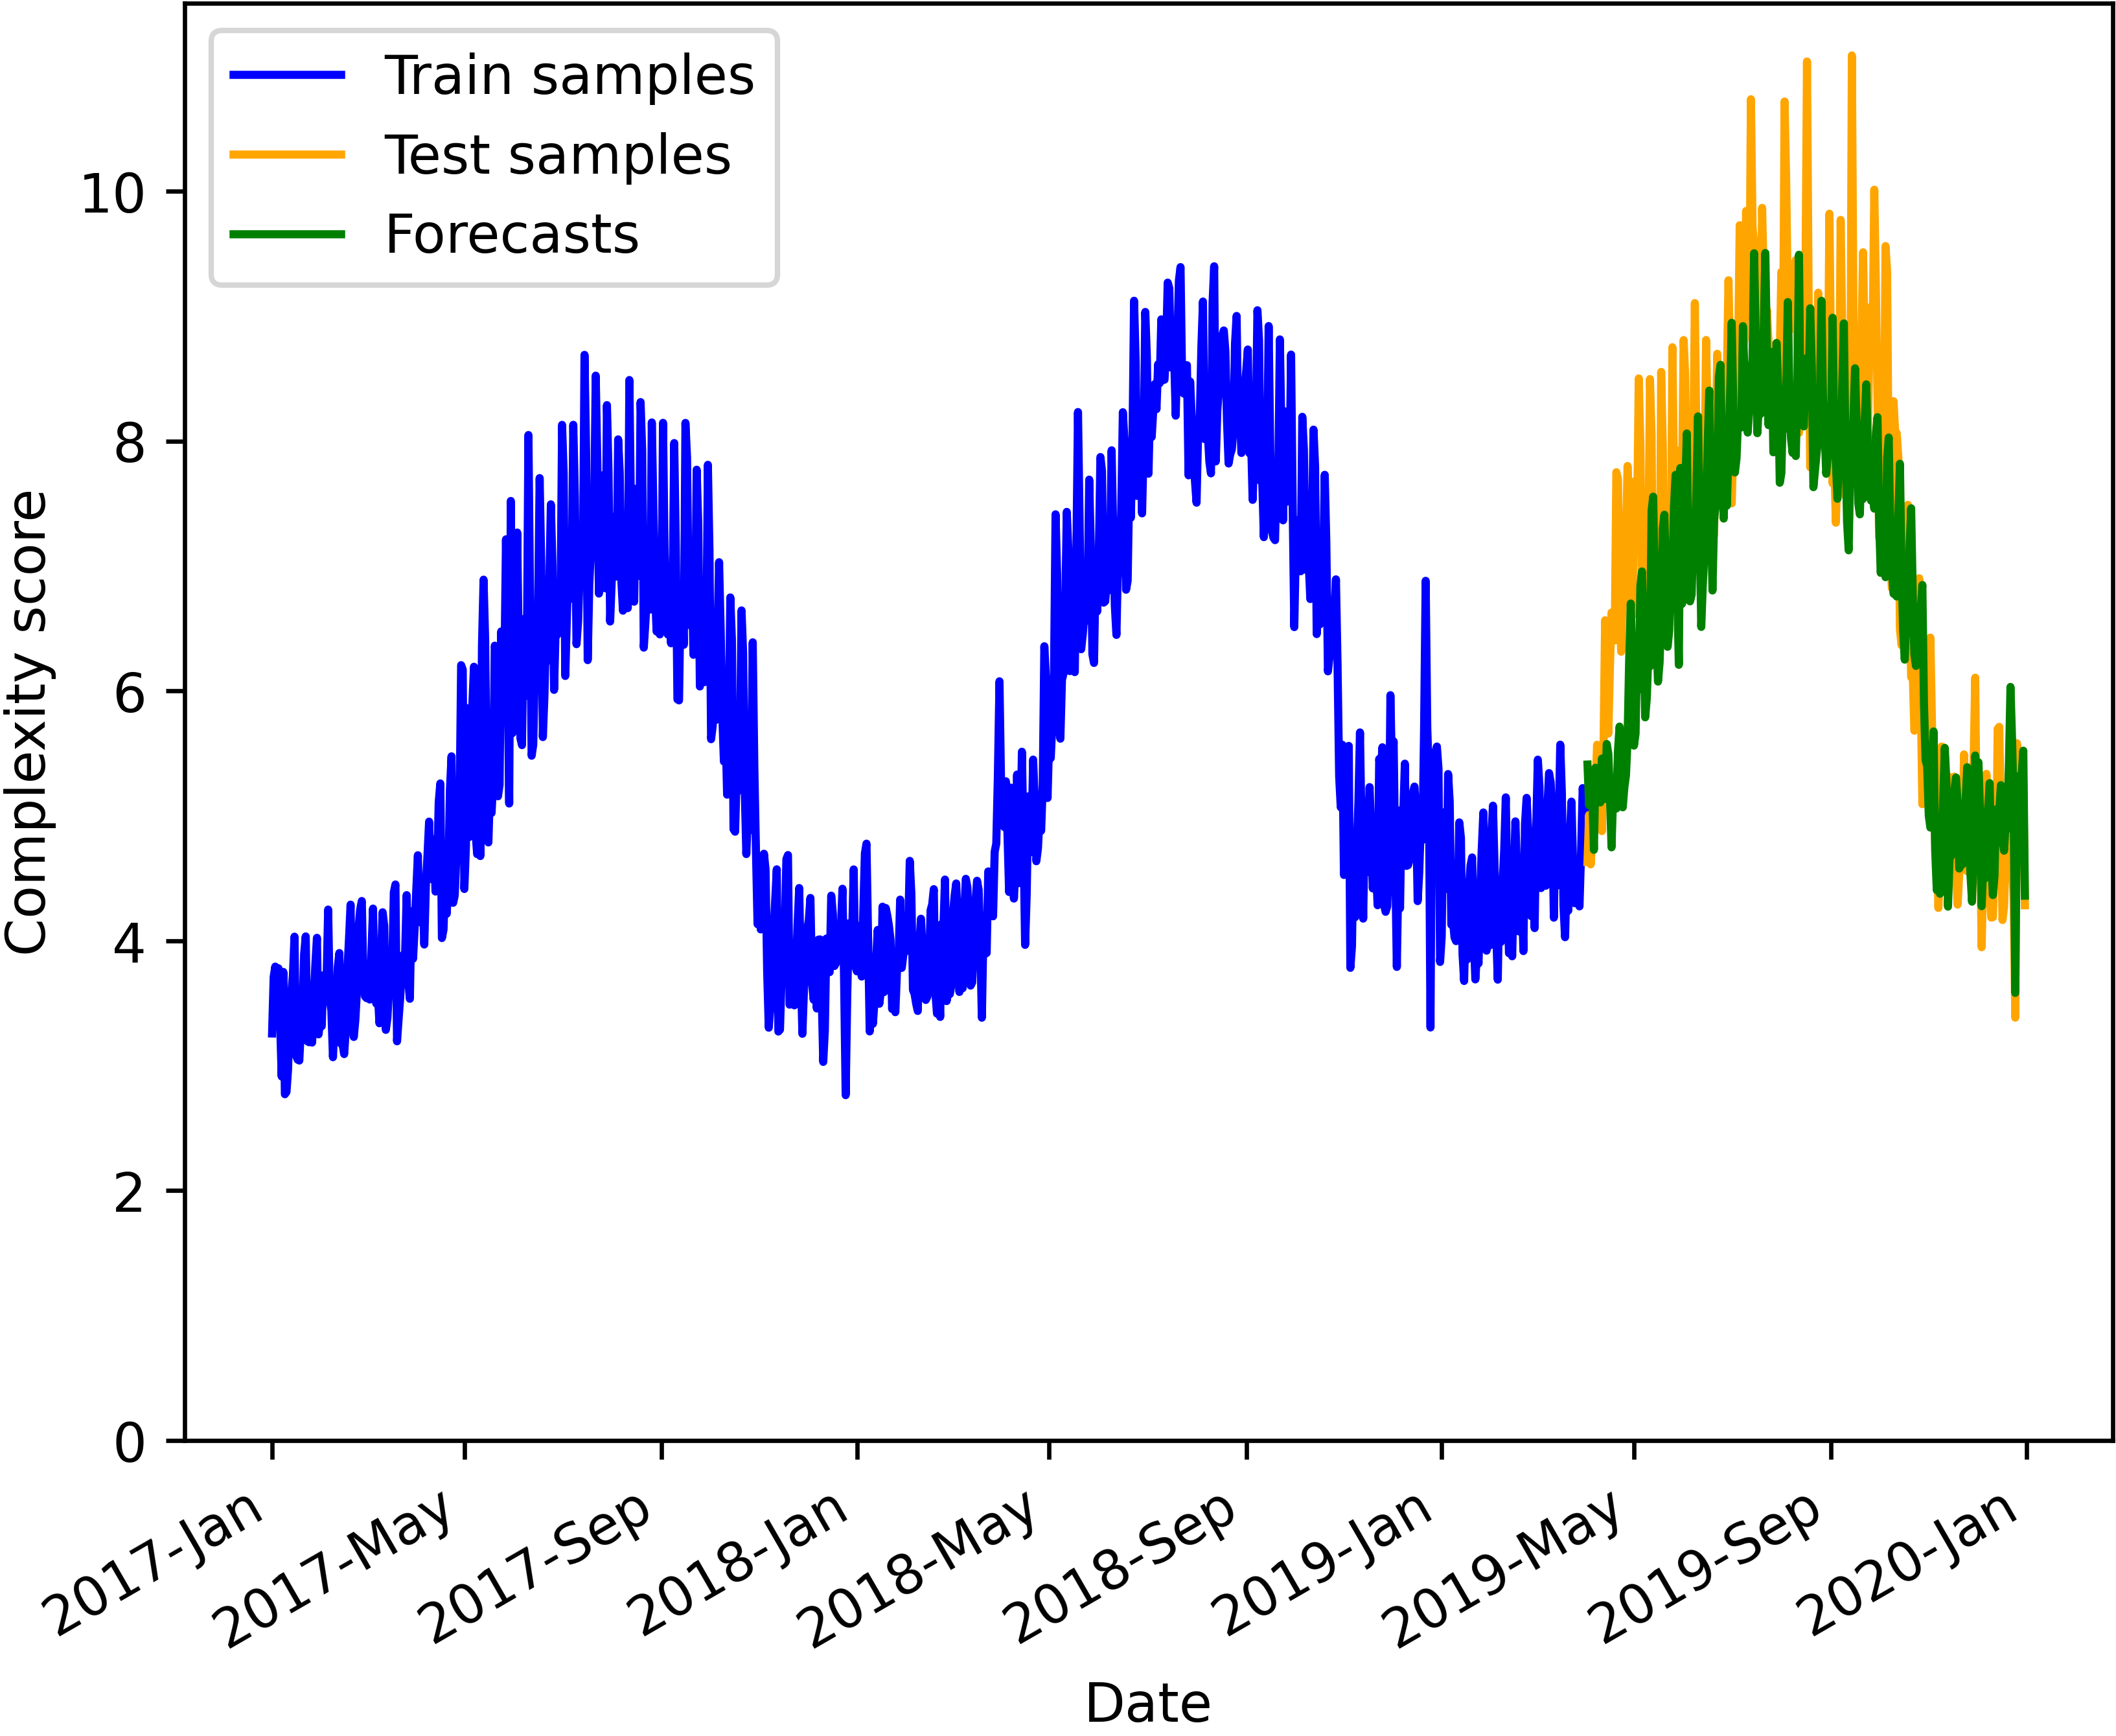 Train samples
Test samples
Forecasts
Complexity score
10
8
6
4
2
0
2017-Jan
2017-May
2017-Sep
2018-Jan
2018-May
2018-Sep
2019-Jan
2019-May
2019-Sep
2020-Jan
Date